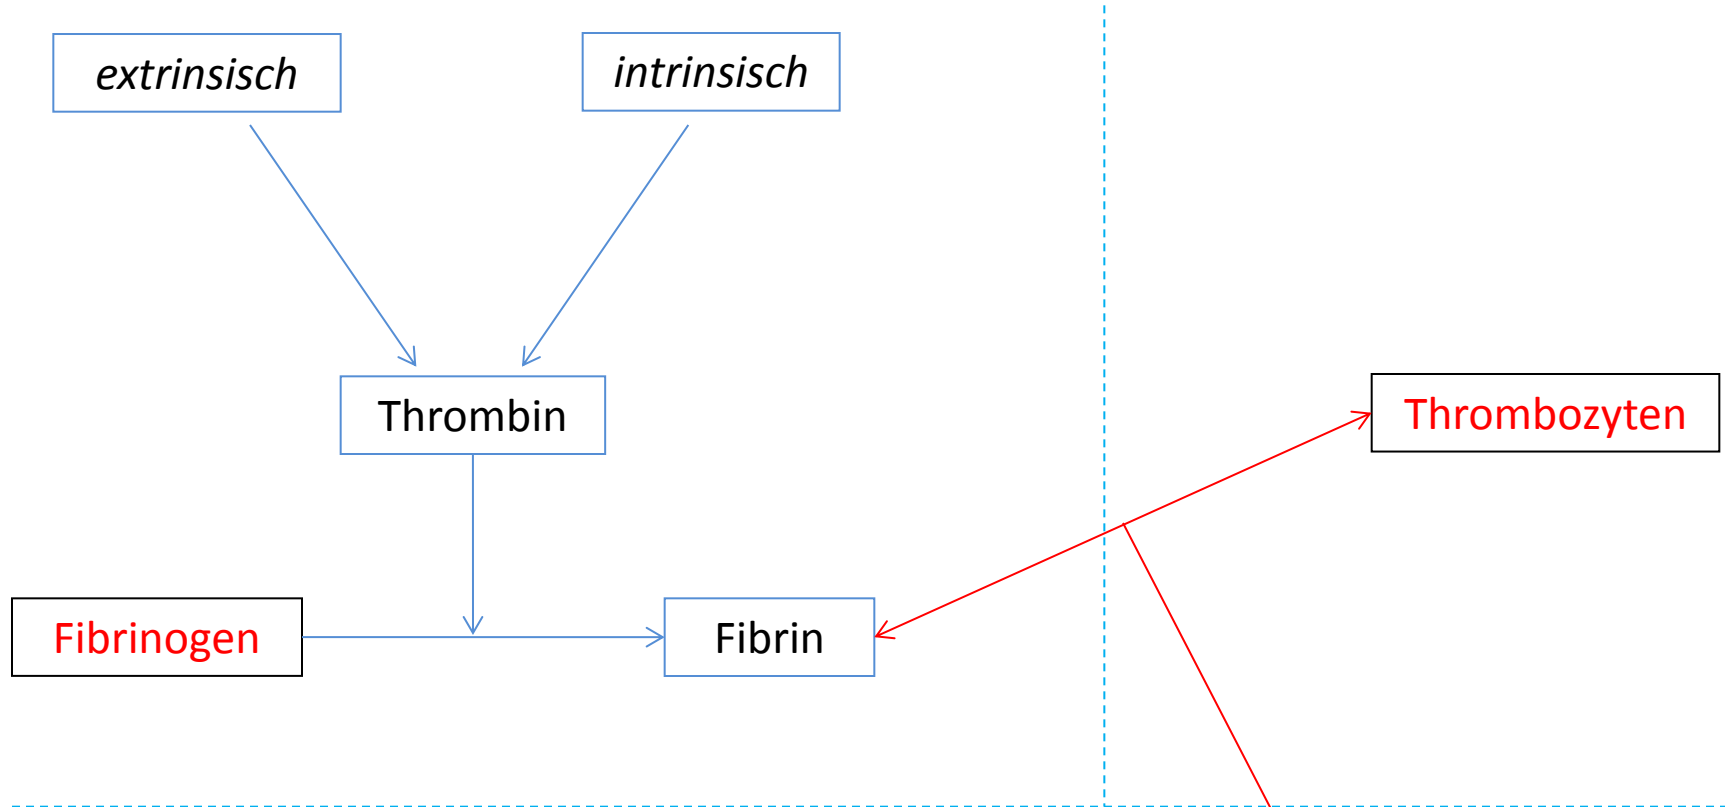 extrinsisch
intrinsisch
Thrombin
Thrombozyten
Fibrinogen
Fibrin